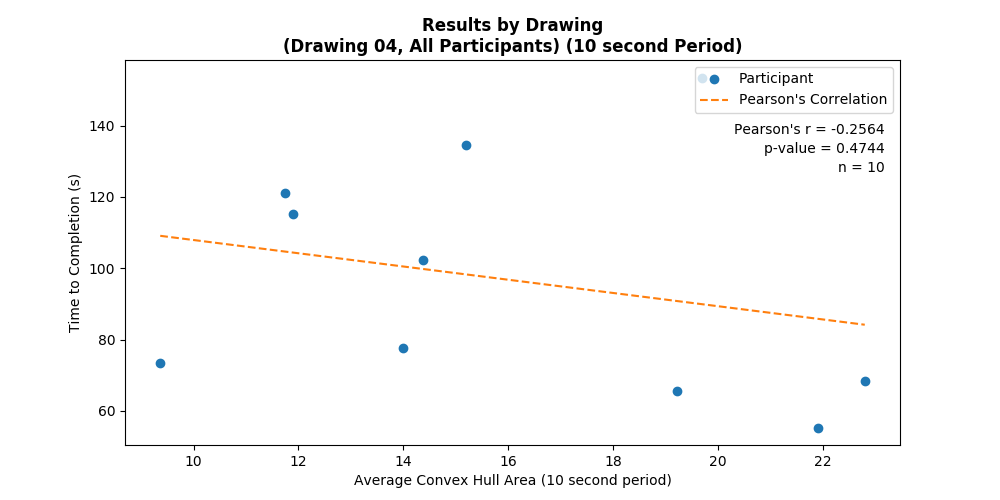 Results by Drawing
(Drawing 04, All Participants) (10 second Period)
Participant
Pearson's Correlation
Pearson's r = -0.2564
p-value = 0.4744
n = 10
140
120
100
80
60
Time to Completion (s)
10 12 14 16 18 20 22
Average Convex Hull Area (10 second period)